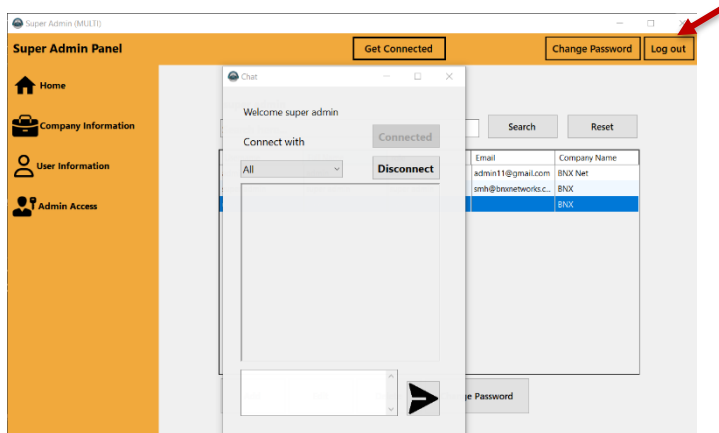 Super Admin (MULTI)
Super Admin Panel
Get Connected
Change Password
Log out
Home
Company Information
User Information
Admin Access
Chat
Welcome super admin
Connect with
Connected
All
Disconnect
Search
Reset
Email
Company Name
admin11@gmail.com
BNX Net
smh@bnxnetworks.c...
BNX
BNX
Password